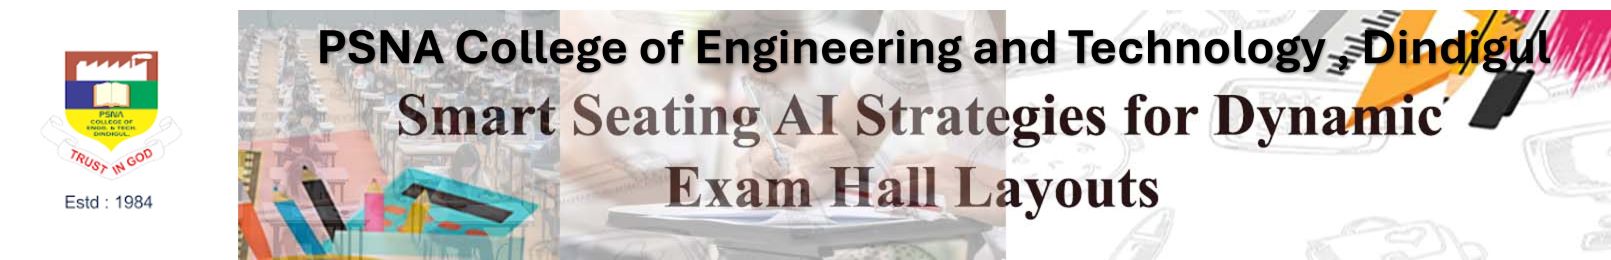 PSNA
COLLEGE OF
ENGG. & TECH.
DINDIGUL.
TRUST IN GOD
Estd : 1984
PSNA College of Engineering and Technology , Dindigul
Smart Seating AI Strategies for Dynamic
Exam Hall Layouts